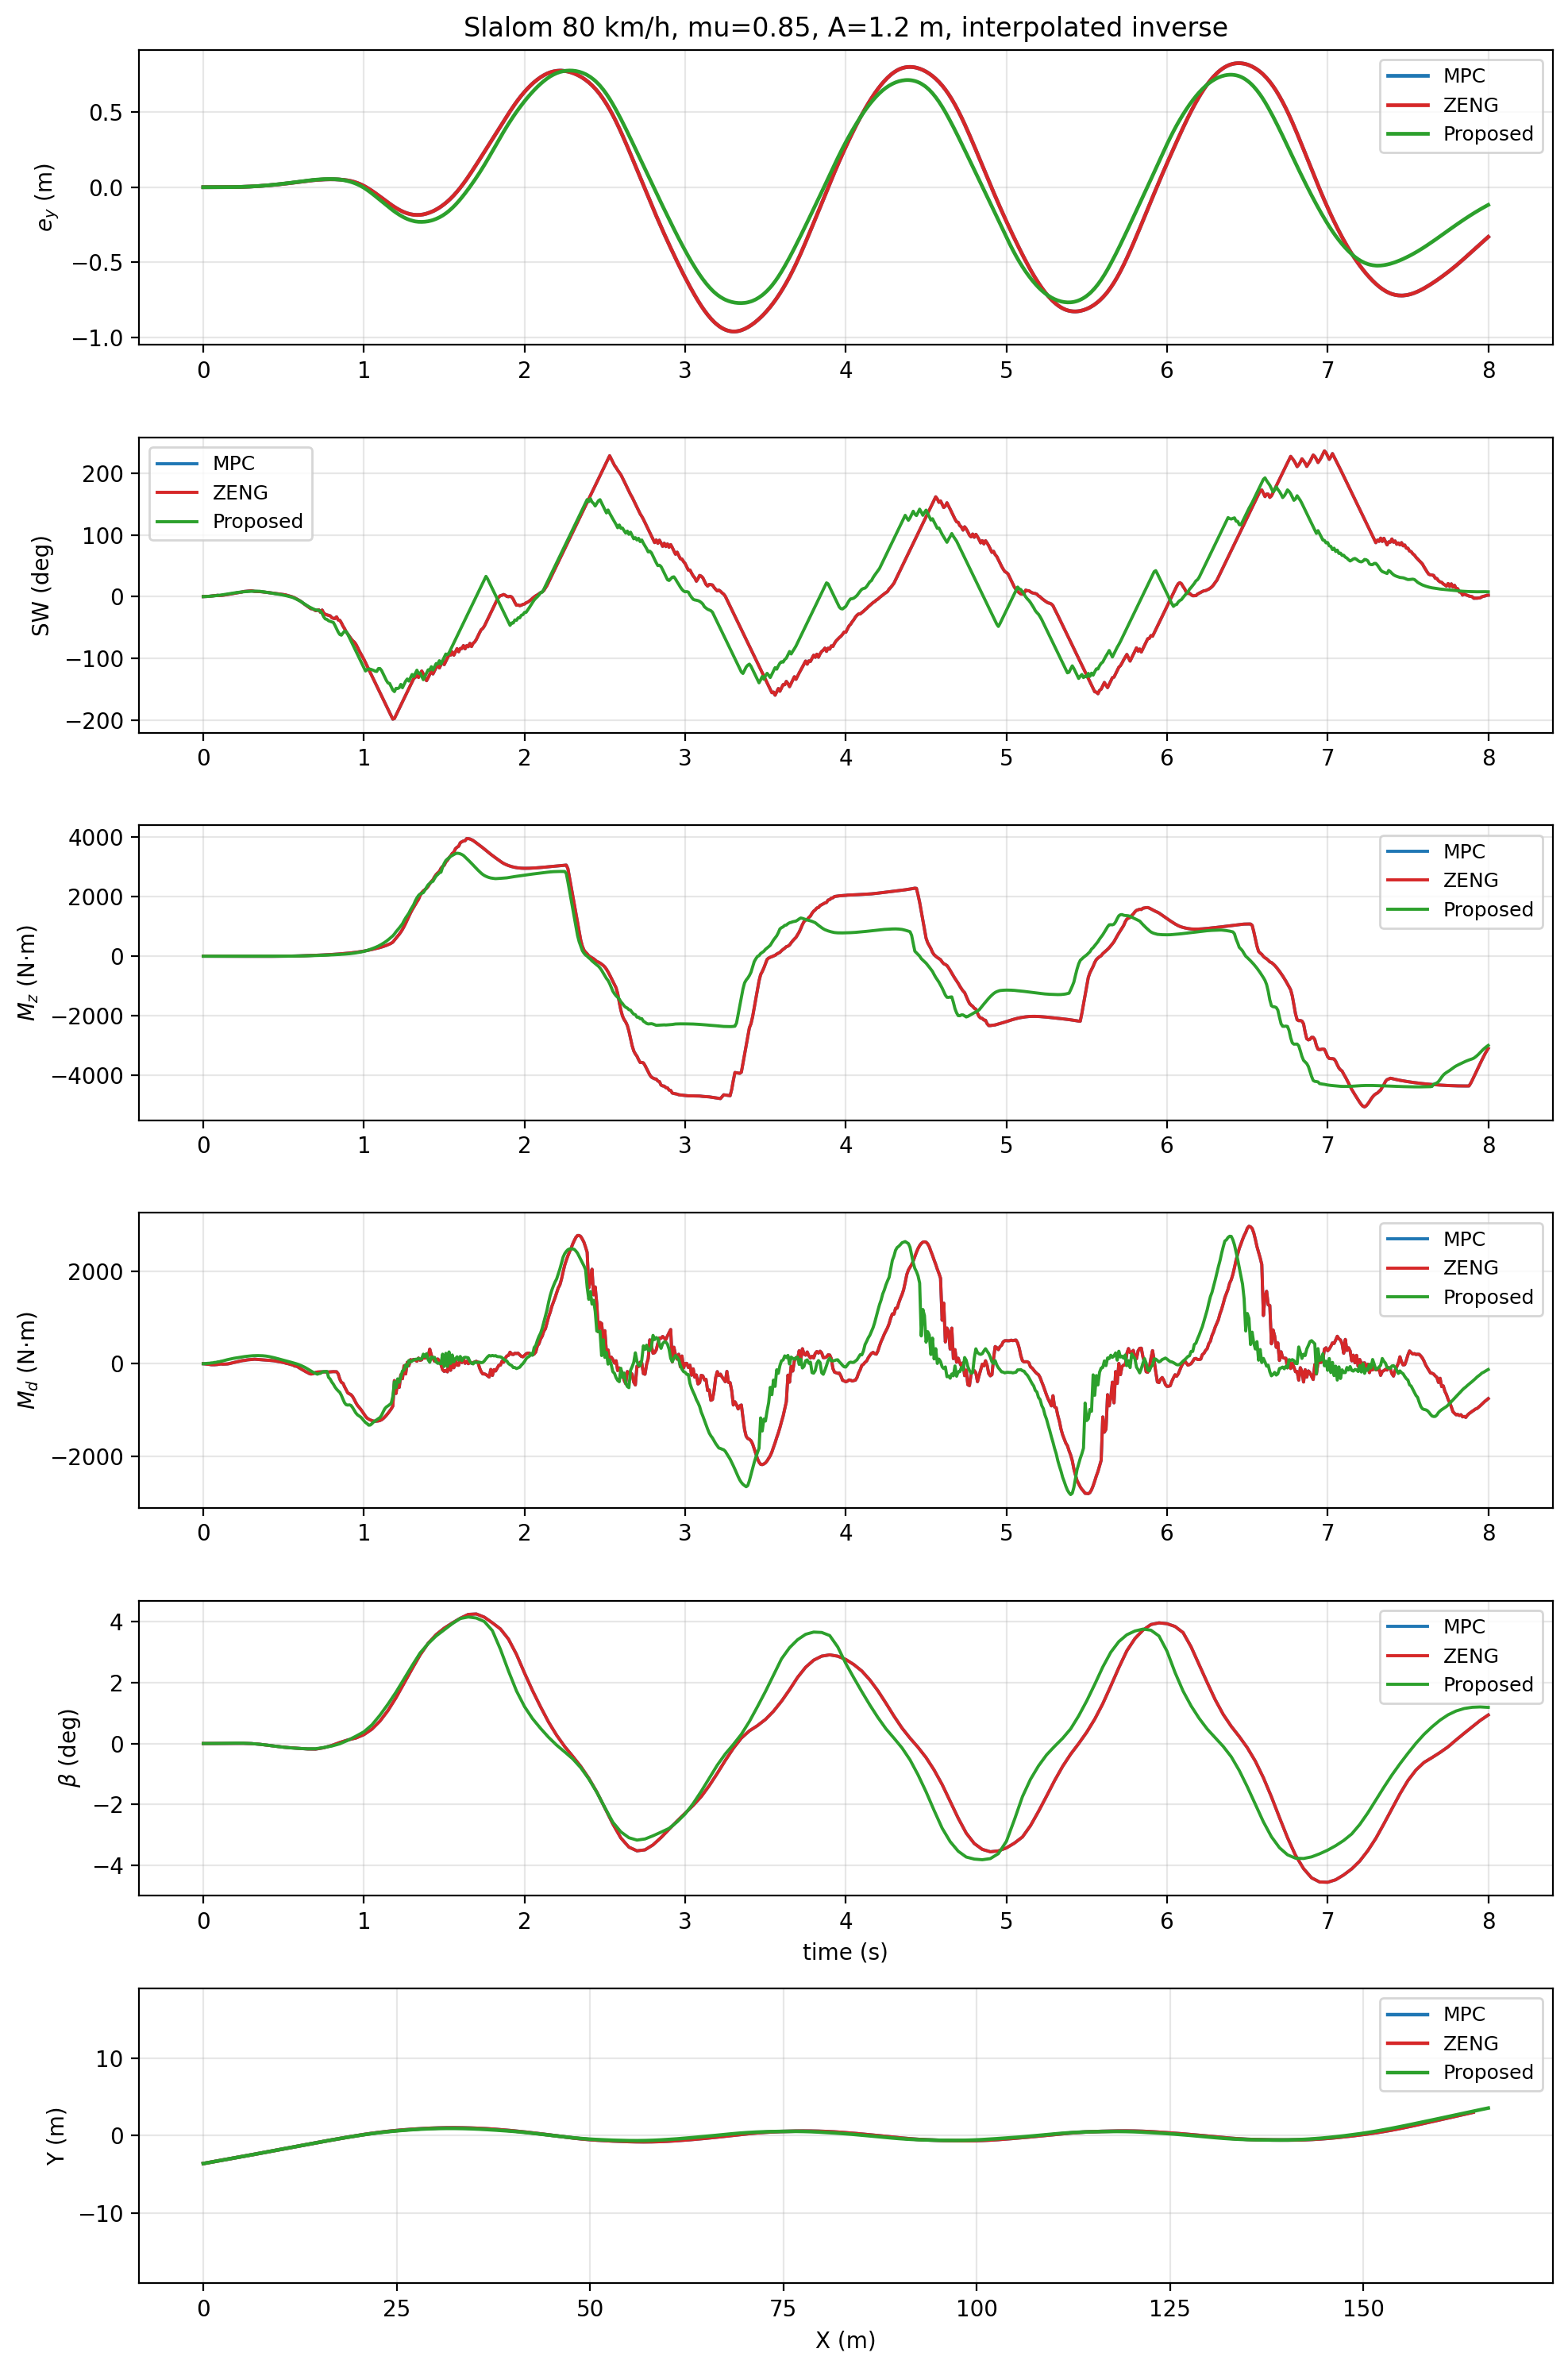 Slalom 80 km/h, mu=0.85, A=1.2 m, interpolated inverse
MPC
ZENG
Proposed
0.5
0.0
−0.5
−1.0
e_y (m)
0 1 2 3 4 5 6 7 8
MPC
ZENG
Proposed
200
100
0
−100
−200
SW (deg)
0 1 2 3 4 5 6 7 8
MPC
ZENG
Proposed
4000
2000
0
−2000
−4000
M_z (N·m)
0 1 2 3 4 5 6 7 8
MPC
ZENG
Proposed
2000
0
−2000
M_d (N·m)
0 1 2 3 4 5 6 7 8
MPC
ZENG
Proposed
4
2
0
−2
−4
β (deg)
0 1 2 3 4 5 6 7 8
time (s)
MPC
ZENG
Proposed
10
0
−10
Y (m)
0 25 50 75 100 125 150
X (m)